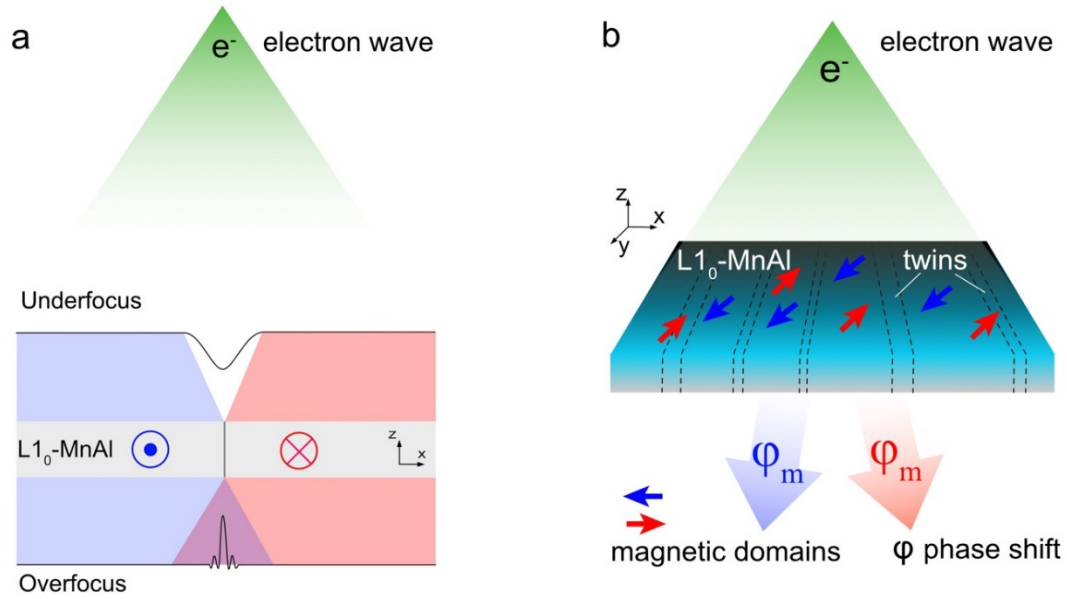 a
e⁻
electron wave
Underfocus
L1₀-MnAl
z
x
Overfocus
b
electron wave
e⁻
z
x
y
L1₀-MnAl
twins
φₘ
φₘ
magnetic domains
φ phase shift